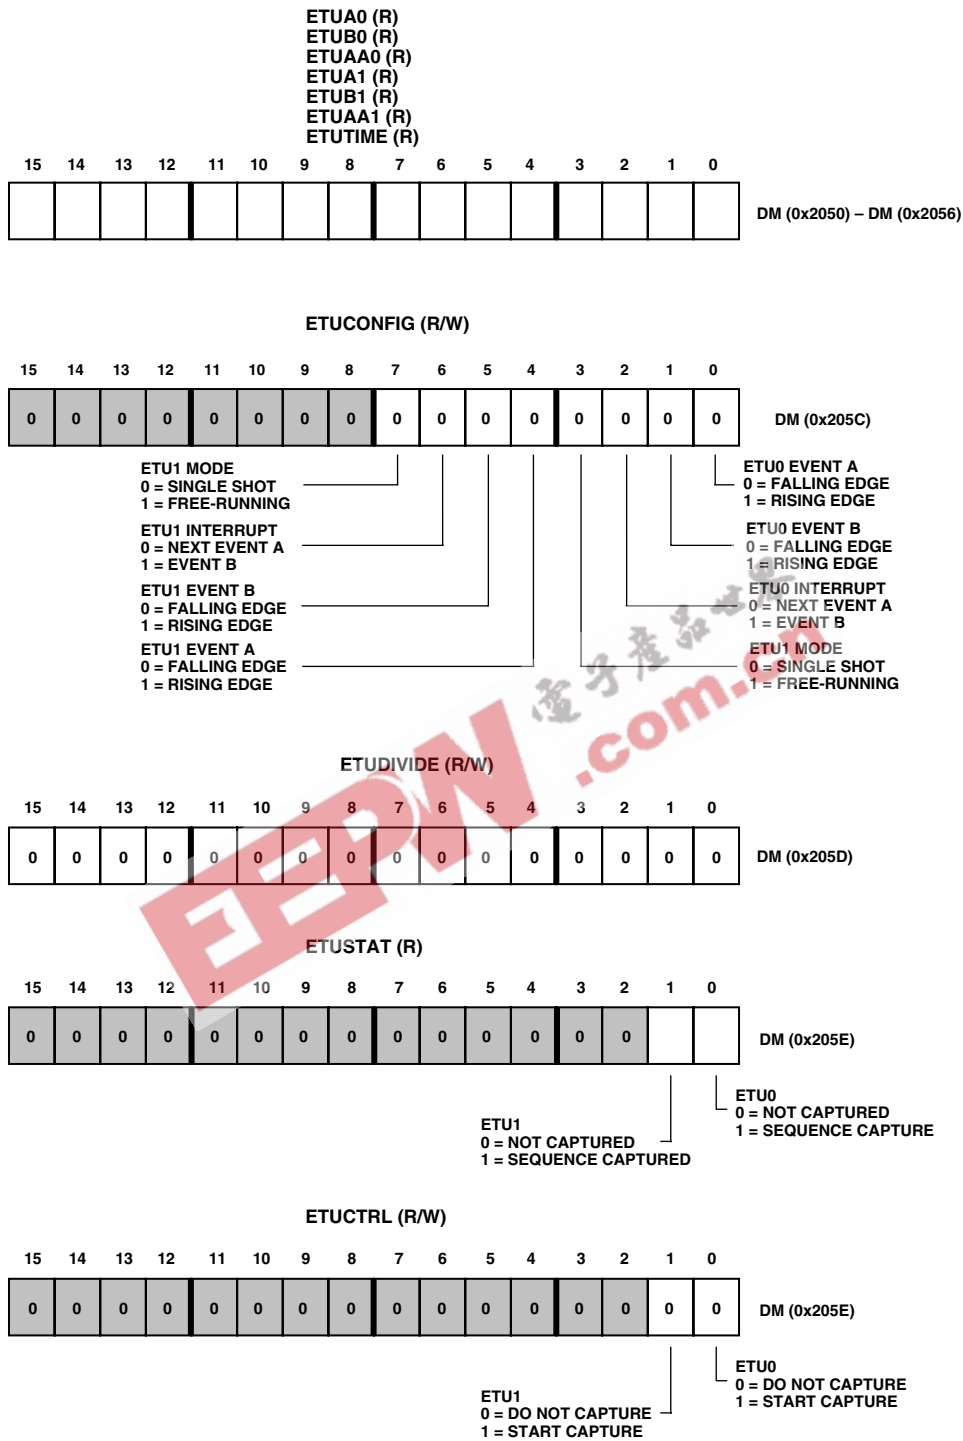 ETUA0 (R)
ETUB0 (R)
ETUAA0 (R)
ETUA1 (R)
ETUB1 (R)
ETUAA1 (R)
ETUTIME (R)
15 14 13 12 11 10 9 8 7 6 5 4 3 2 1 0
DM (0x2050) – DM (0x2056)
ETUCONFIG (R/W)
15 14 13 12 11 10 9 8 7 6 5 4 3 2 1 0
0 0 0 0 0 0 0 0 0 0 0 0 0 0 0 0
DM (0x205C)
ETU1 MODE
0 = SINGLE SHOT
1 = FREE-RUNNING
ETU1 INTERRUPT
0 = NEXT EVENT A
1 = EVENT B
ETU1 EVENT B
0 = FALLING EDGE
1 = RISING EDGE
ETU1 EVENT A
0 = FALLING EDGE
1 = RISING EDGE
ETU0 EVENT A
0 = FALLING EDGE
1 = RISING EDGE
ETU0 EVENT B
0 = FALLING EDGE
1 = RISING EDGE
ETU0 INTERRUPT
0 = NEXT EVENT A
1 = EVENT B
ETU1 MODE
0 = SINGLE SHOT
1 = FREE-RUNNING
EEPW
電子產品世界
.com.cn
ETUDIVIDE (R/W)
15 14 13 12 11 10 9 8 7 6 5 4 3 2 1 0
0 0 0 0 0 0 0 0 0 0 0 0 0 0 0 0
DM (0x205D)
ETUSTAT (R)
15 14 13 12 11 10 9 8 7 6 5 4 3 2 1 0
0 0 0 0 0 0 0 0 0 0 0 0 0 0
DM (0x205E)
ETU1
0 = NOT CAPTURED
1 = SEQUENCE CAPTURED
ETU0
0 = NOT CAPTURED
1 = SEQUENCE CAPTURE
ETUCTRL (R/W)
15 14 13 12 11 10 9 8 7 6 5 4 3 2 1 0
0 0 0 0 0 0 0 0 0 0 0 0 0 0 0 0
DM (0x205E)
ETU1
0 = DO NOT CAPTURE
1 = START CAPTURE
ETU0
0 = DO NOT CAPTURE
1 = START CAPTURE